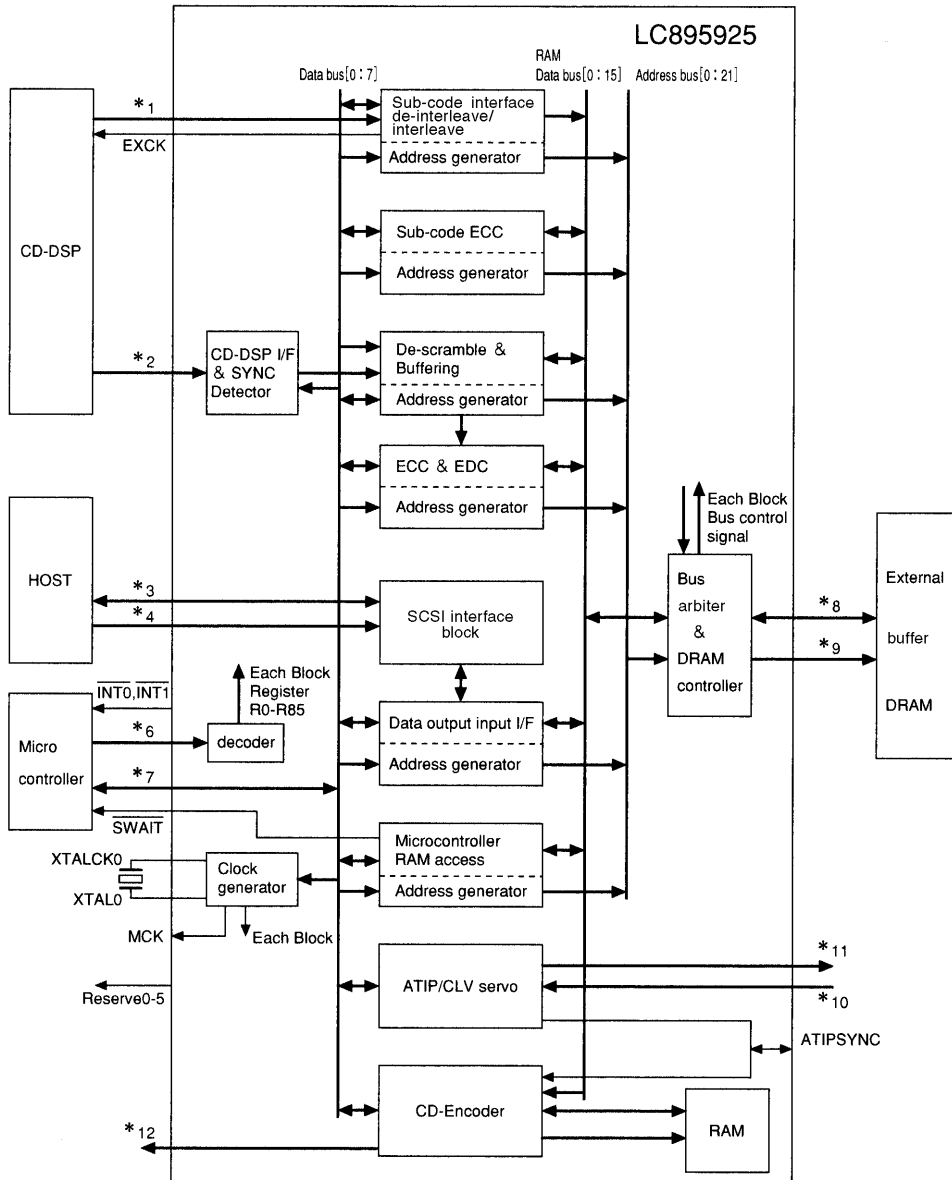 LC895925
RAM
Data bus[0:7]
Data bus[0:15]
Address bus[0:21]
*1
EXCK
Sub-code interface
de-interleave/
interleave
Address generator
CD-DSP
Sub-code ECC
Address generator
*2
CD-DSP I/F
& SYNC
Detector
De-scramble &
Buffering
Address generator
ECC & EDC
Address generator
Each Block
Bus control
signal
HOST
*3
*4
SCSI interface
block
Bus
arbiter
&
DRAM
controller
*8
*9
External
buffer
DRAM
INT0,INT1
Each Block
Register
R0-R85
Micro
controller
*6
decoder
*7
Data output input I/F
Address generator
SWAIT
Microcontroller
RAM access
Address generator
XTALCK0
XTAL0
Clock
generator
MCK
Each Block
Reserve0-5
ATIP/CLV servo
*11
*10
ATIPSYNC
CD-Encoder
RAM
*12